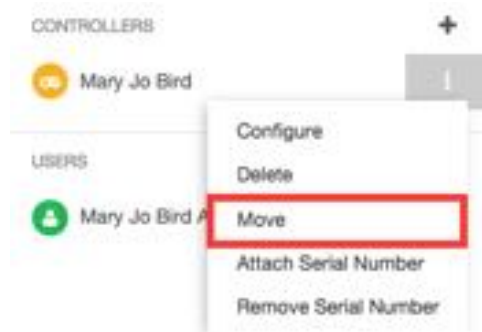 CONTROLLERS +
Mary Jo Bird
Configure
USERS
Delete
Mary Jo Bird A
Move
Attach Serial Number
Remove Serial Number